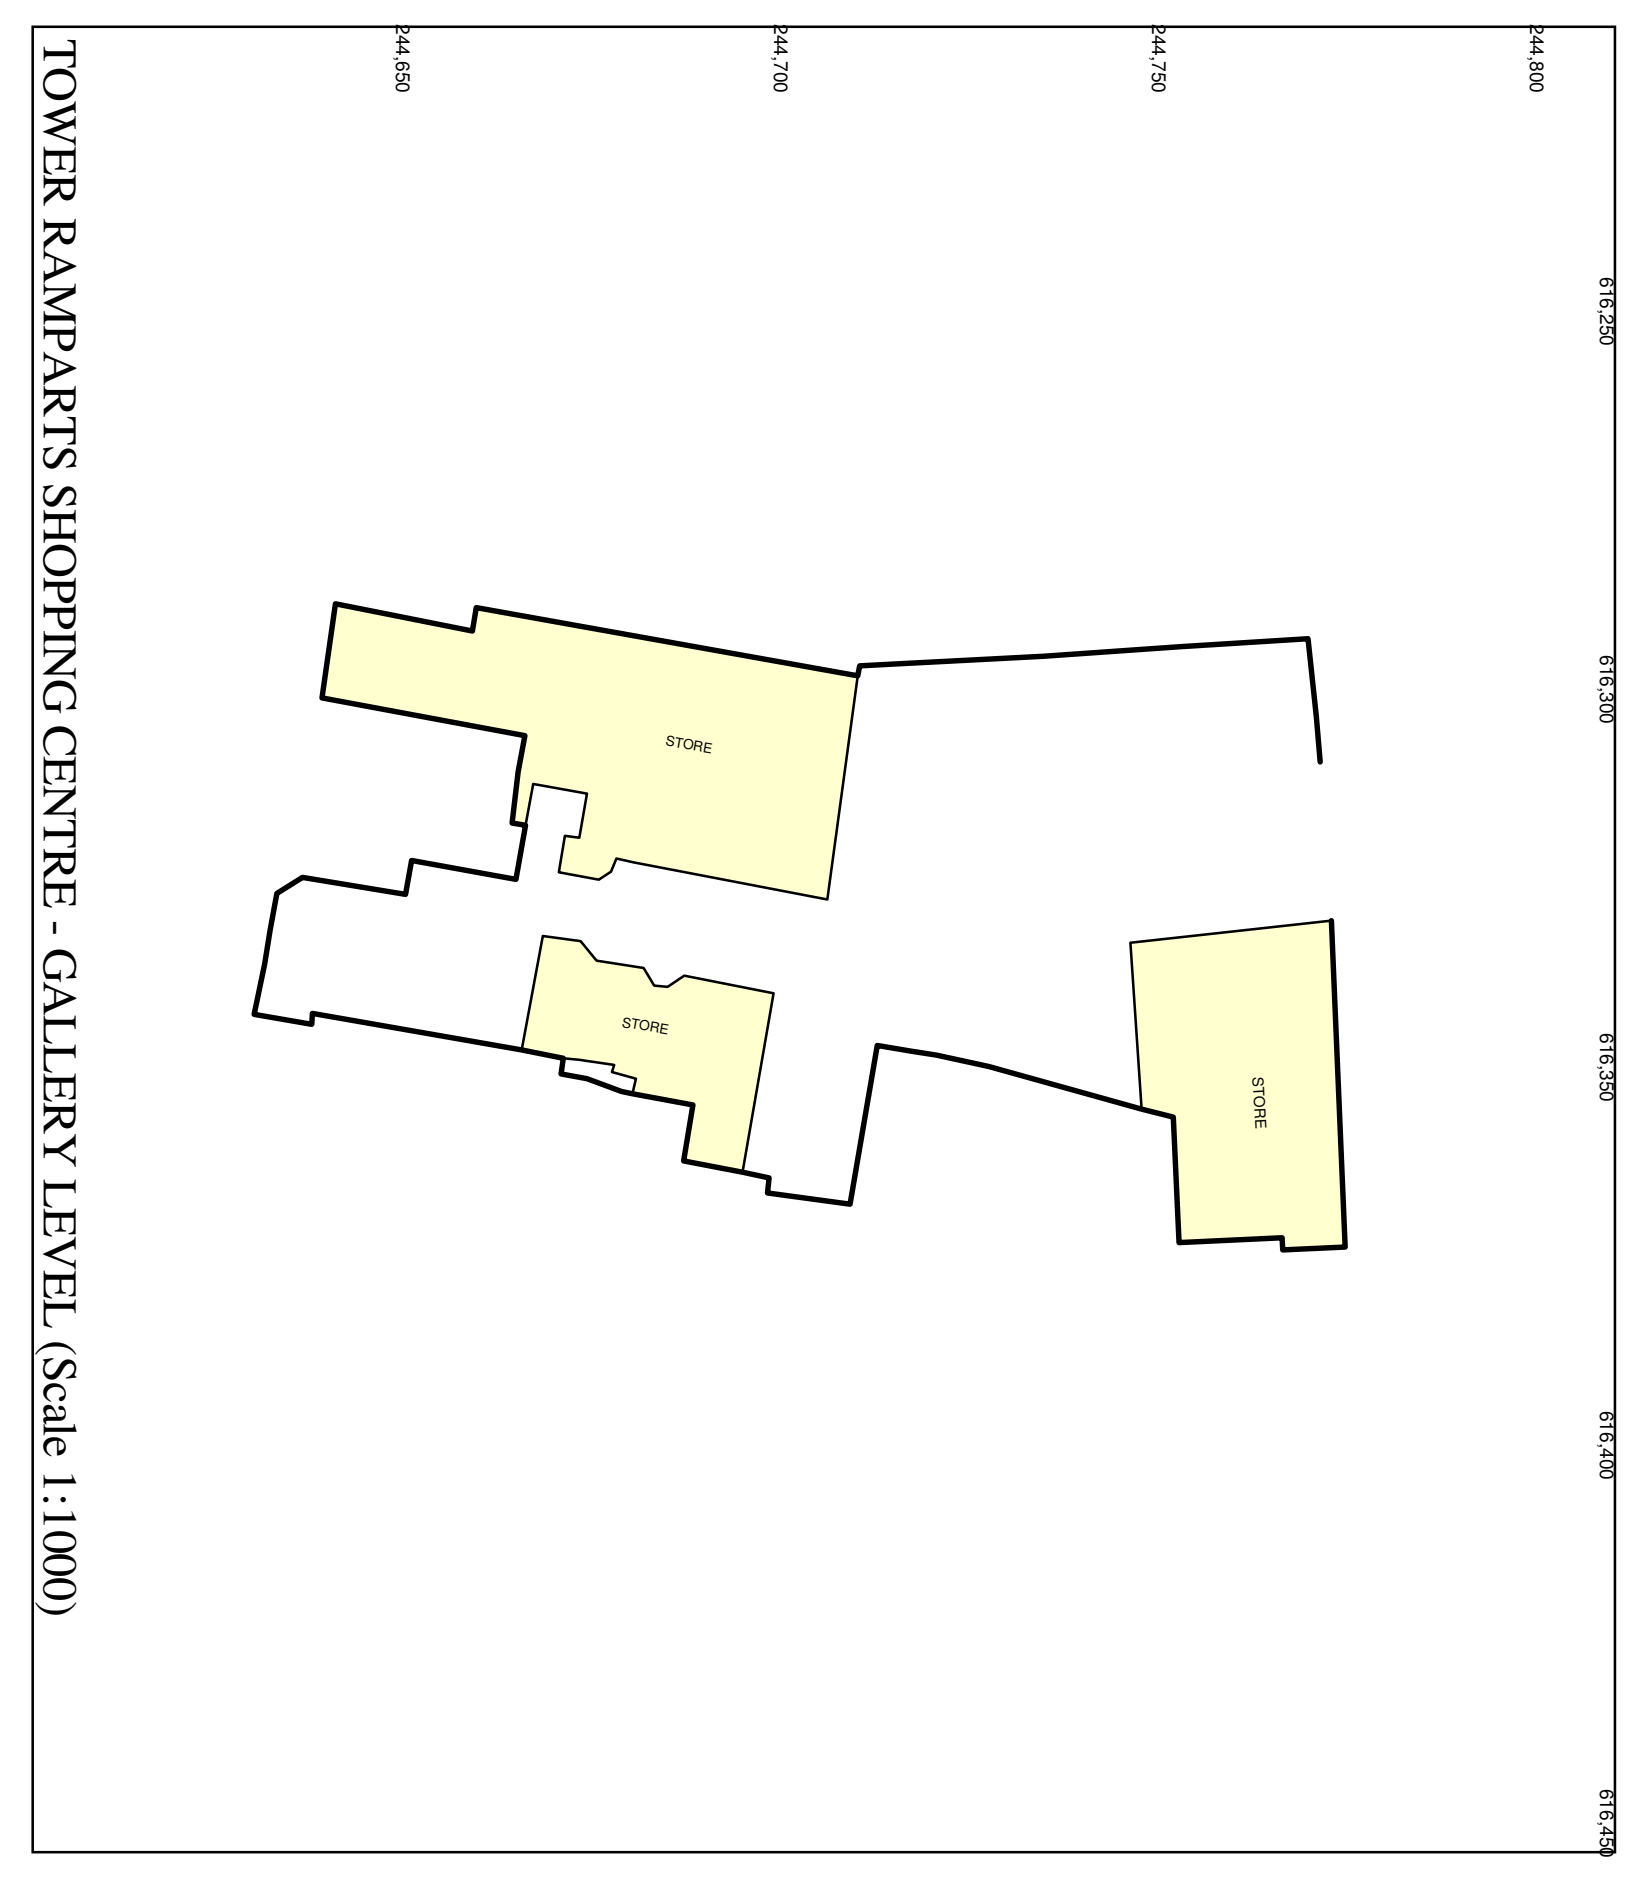 TOWER RAMPARTS SHOPPING CENTRE - GALLERY LEVEL (Scale 1:1000)
244,650
244,700
244,750
244,800
616,250
616,300
616,350
616,400
616,450
STORE
STORE
STORE